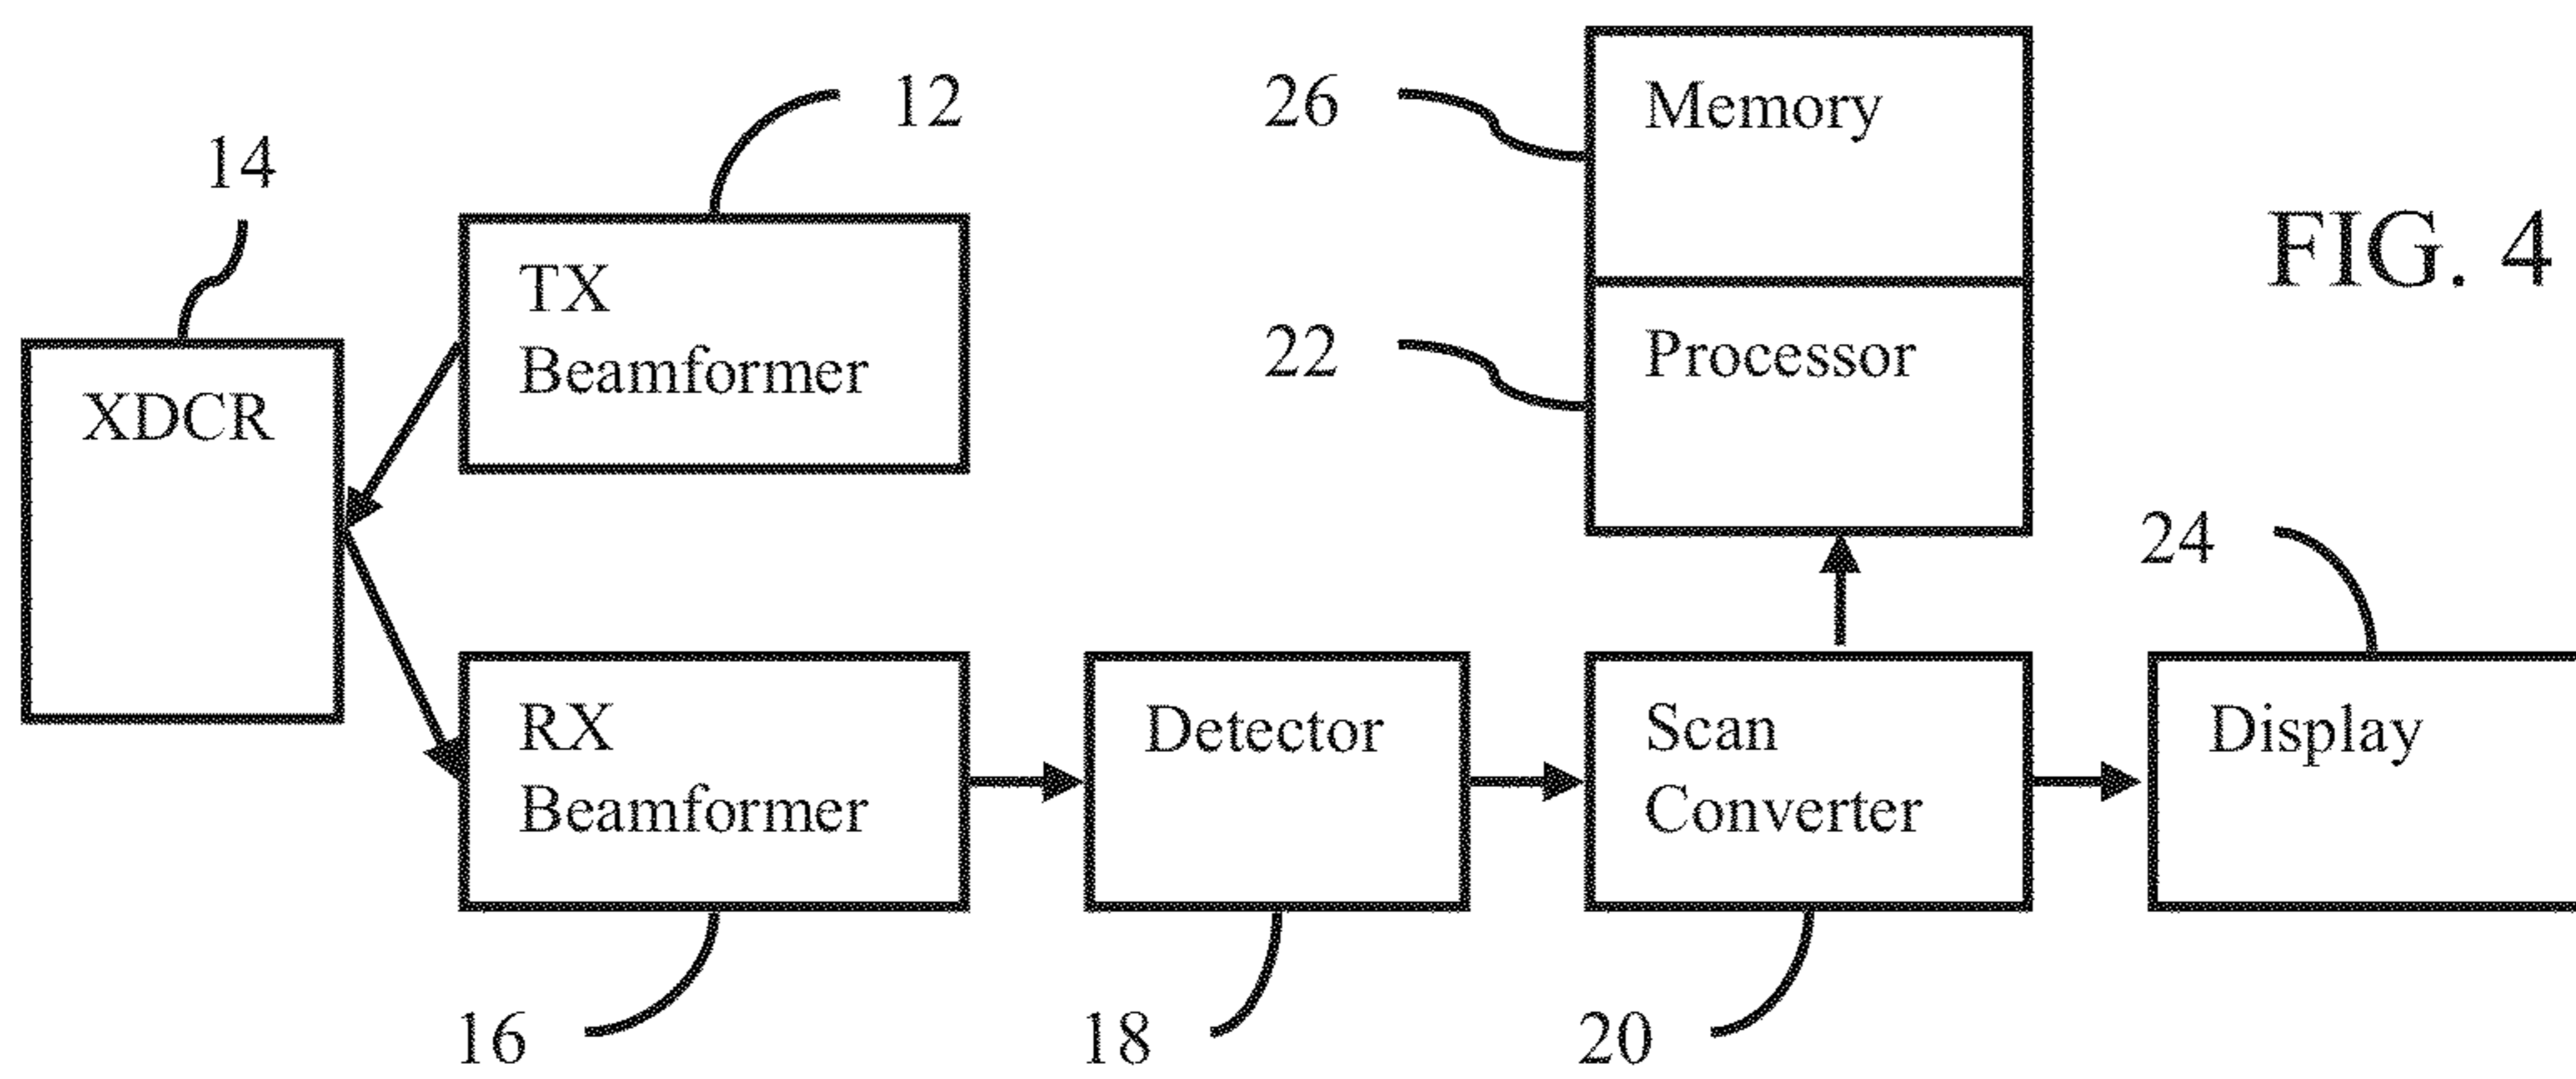 12
26
Memory
14
FIG. 4
TX
Beamformer
22
Processor
XDCR
24
RX
Beamformer
Detector
Scan
Converter
Display
16
18
20